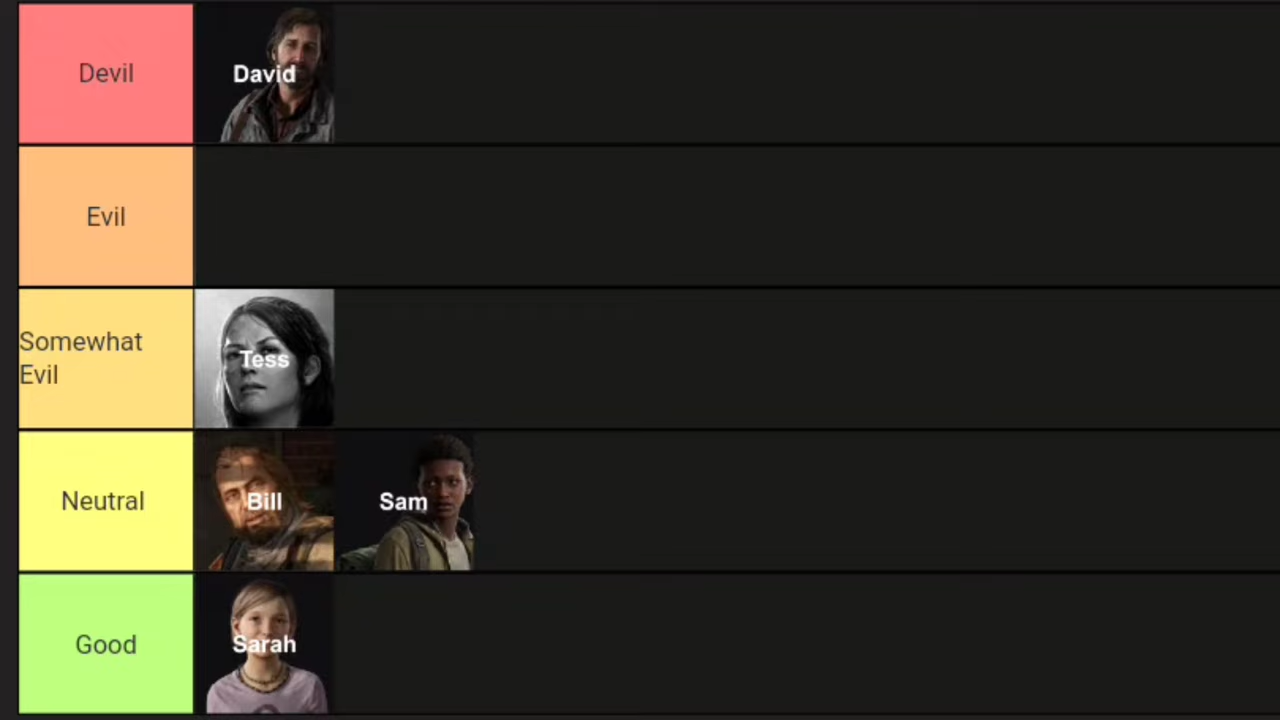 Devil
David
Evil
Somewhat
Evil
Tess
Neutral
Bill
Sam
Good
Sarah